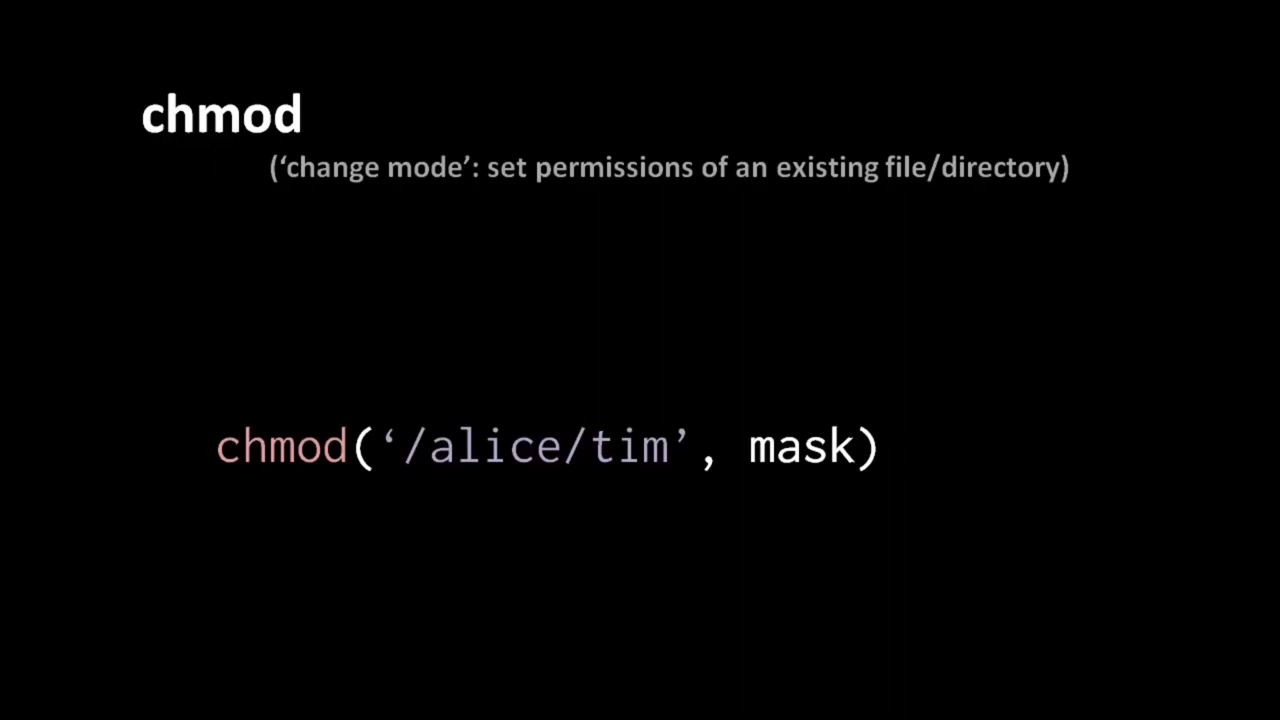 chmod
(‘change mode’: set permissions of an existing file/directory)
chmod(‘/alice/tim’, mask)